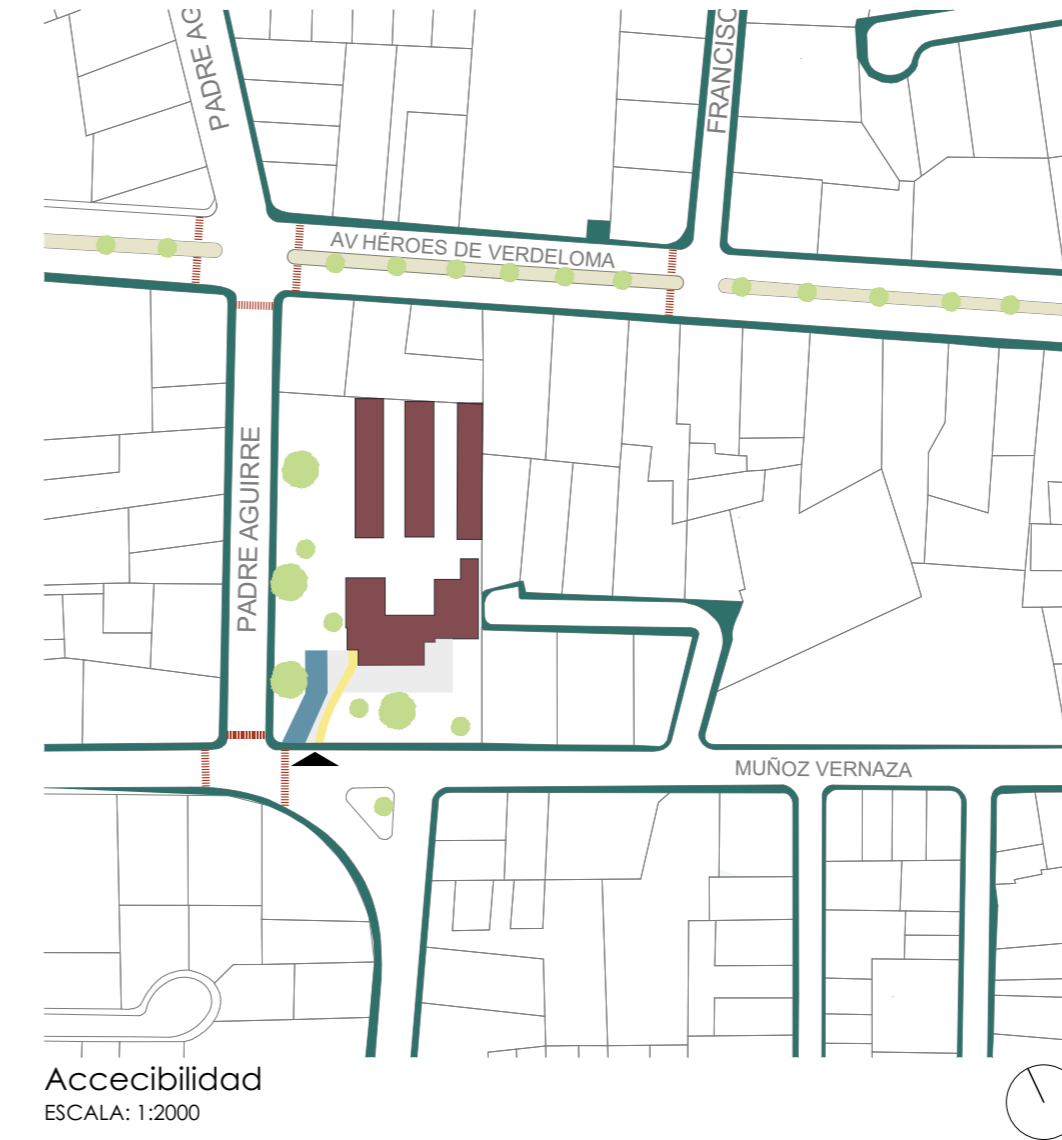 PADRE AG
FRANCISC
AV HÉROES DE VERDELOMA
PADRE AGUIRRE
MUÑOZ VERNAZA
Accecibilidad
ESCALA: 1:2000